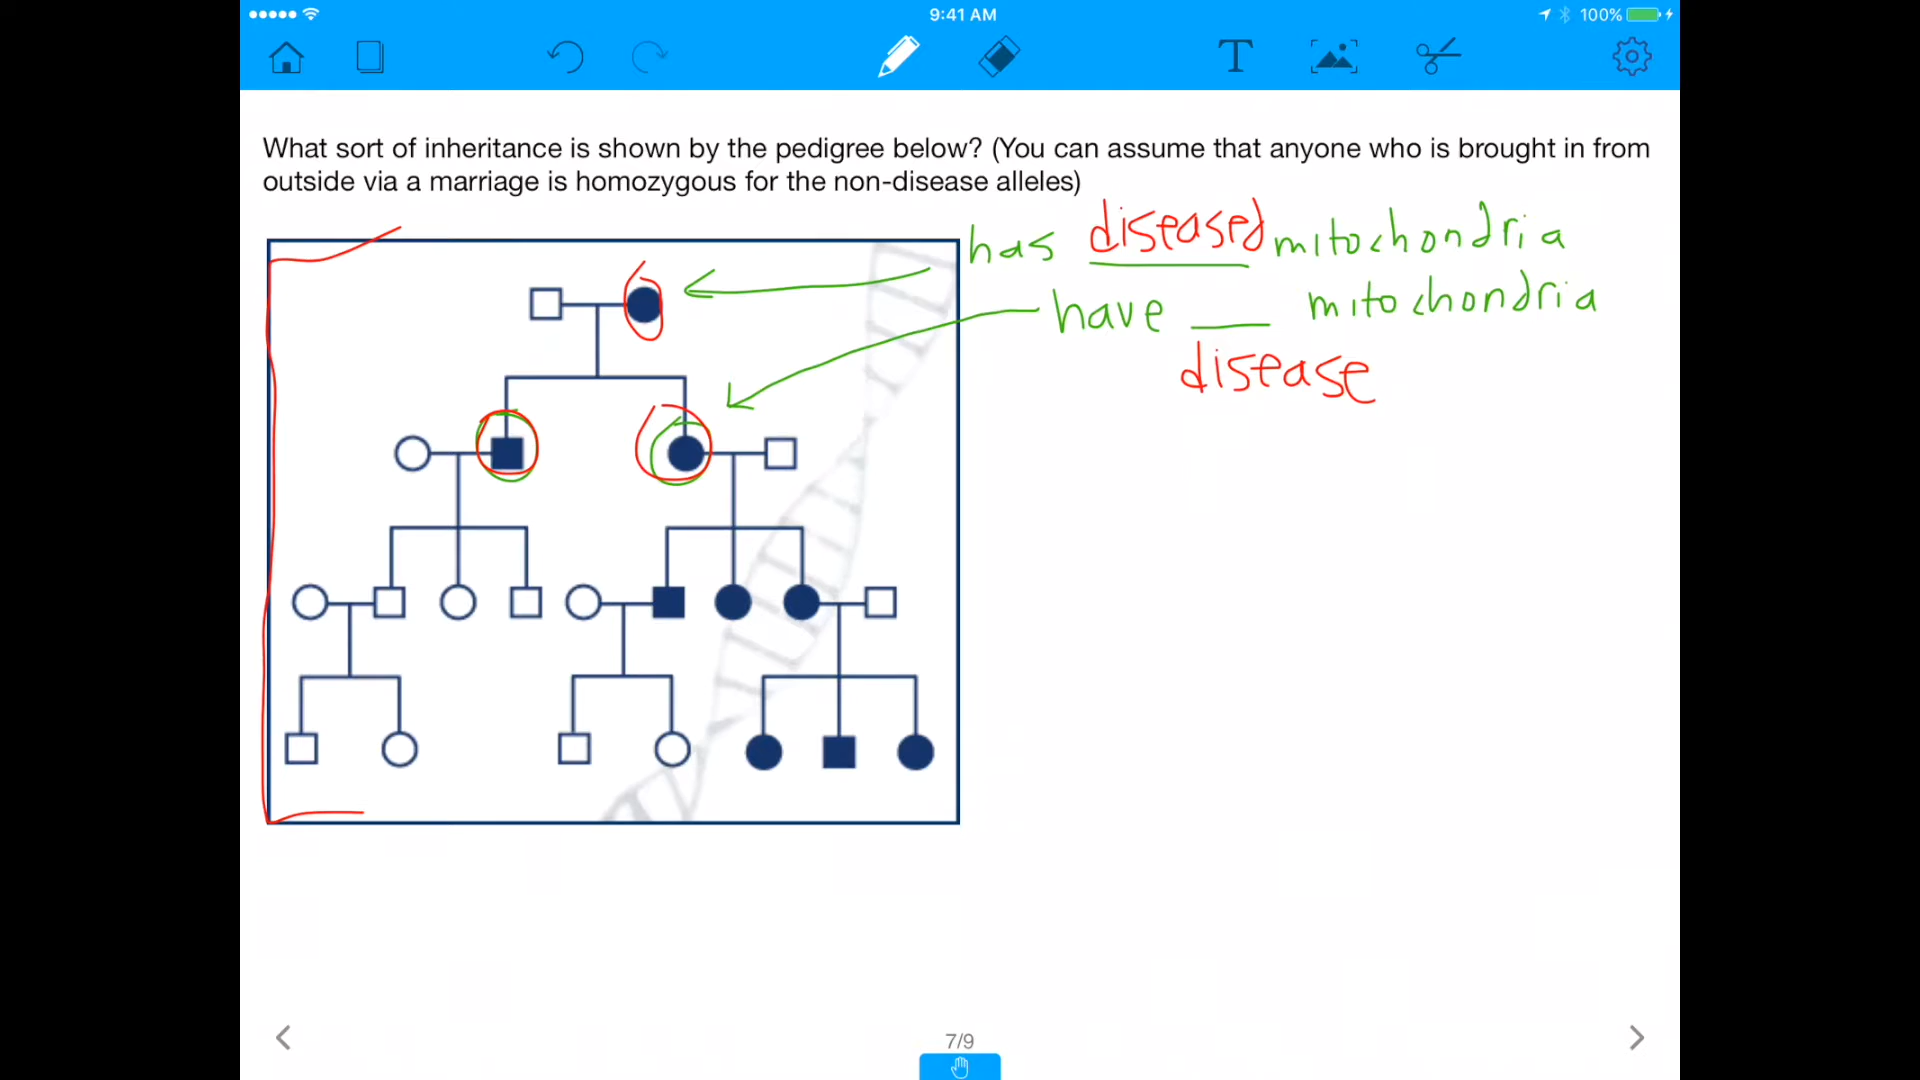 9:41 AM
100%
T
What sort of inheritance is shown by the pedigree below? (You can assume that anyone who is brought in from
outside via a marriage is homozygous for the non-disease alleles)
has diseased mitochondria
have ___ mitochondria
disease
7/9